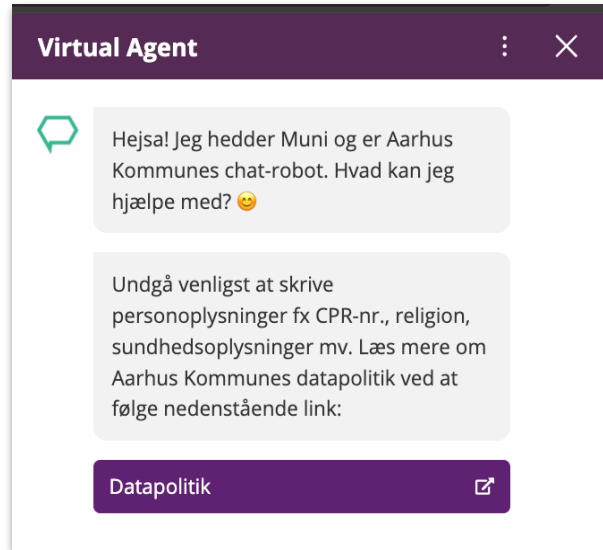 Virtual Agent
Hejsa! Jeg hedder Muni og er Aarhus
Kommunes chat-robot. Hvad kan jeg
hjælpe med? 😊
Undgå venligst at skrive
personoplysninger fx CPR-nr., religion,
sundhedsoplysninger mv. Læs mere om
Aarhus Kommunes datapolitik ved at
følge nedenstående link:
Datapolitik